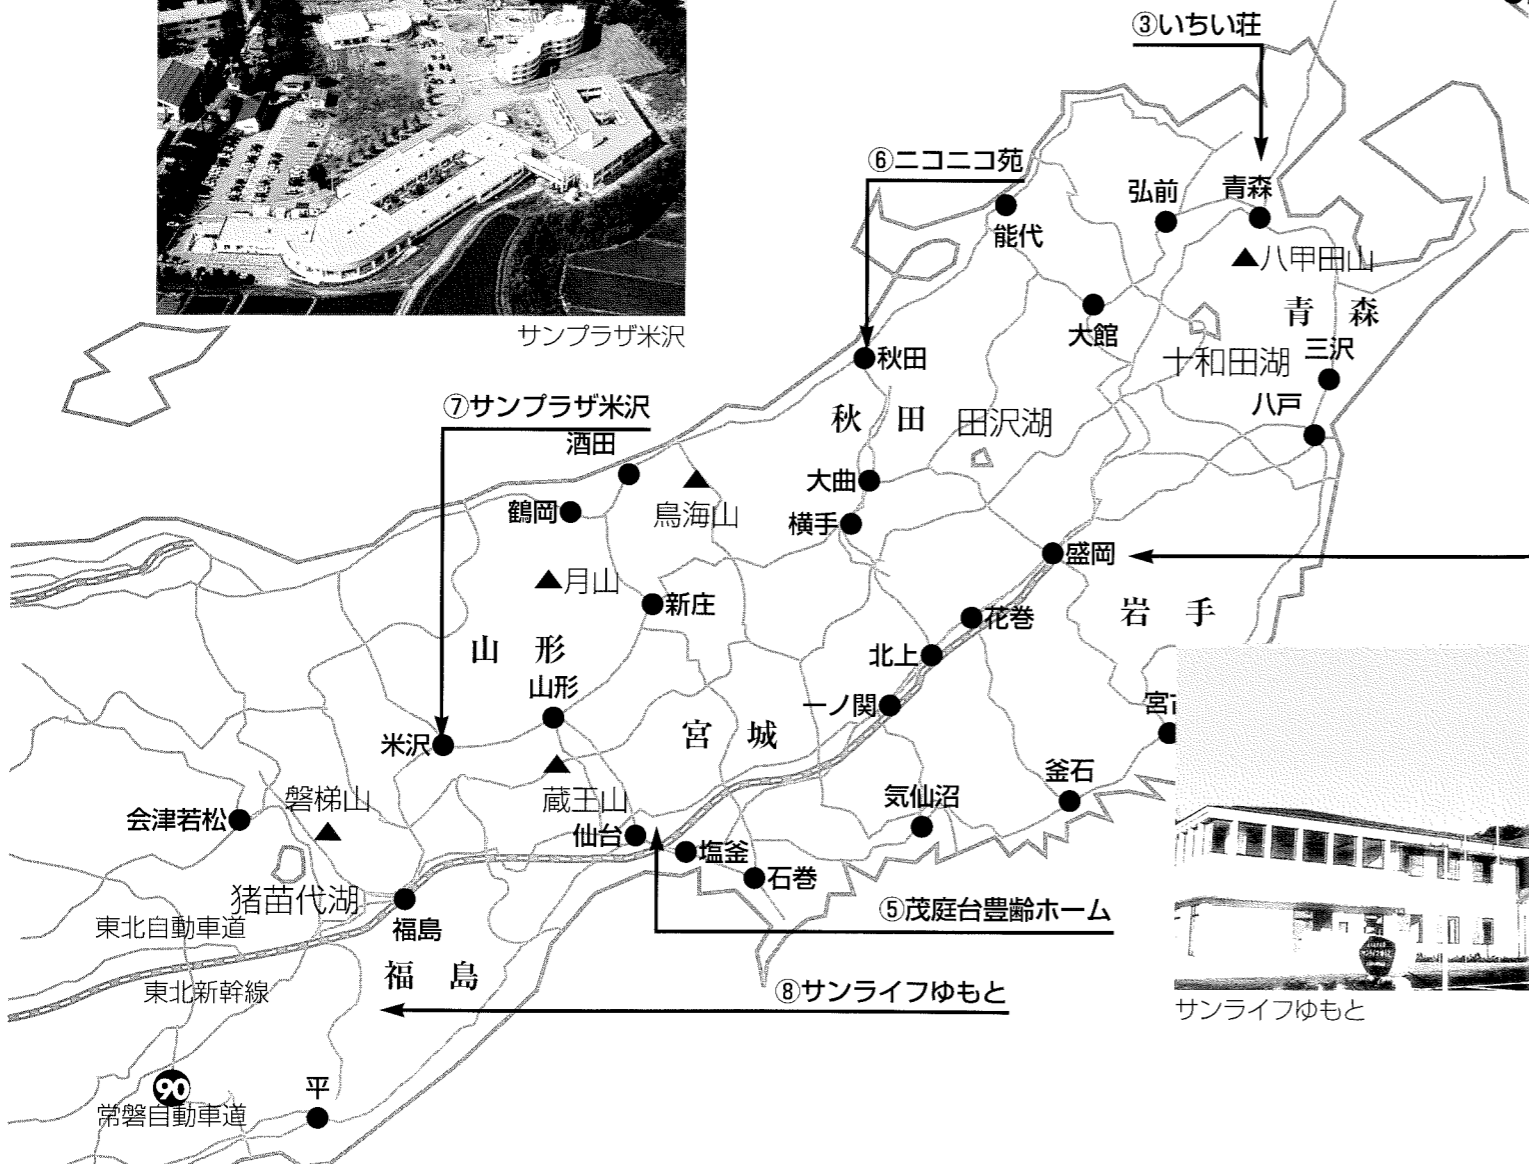 ③いちい荘
⑥ニコニコ苑
弘前
青森
能代
▲八甲田山
青森
大館
サンプラザ米沢
秋田
十和田湖
三沢
⑦サンプラザ米沢
八戸
秋田
田沢湖
酒田
大曲
鶴岡
鳥海山
横手
盛岡
▲月山
新庄
岩手
花巻
山形
北上
山形
一ノ関
宮城
米沢
釜石
磐梯山
蔵王山
気仙沼
会津若松
仙台
塩釜
石巻
猪苗代湖
⑤茂庭台豊齢ホーム
東北自動車道
福島
福島
東北新幹線
⑧サンライフゆもと
サンライフゆもと
90
平
常磐自動車道